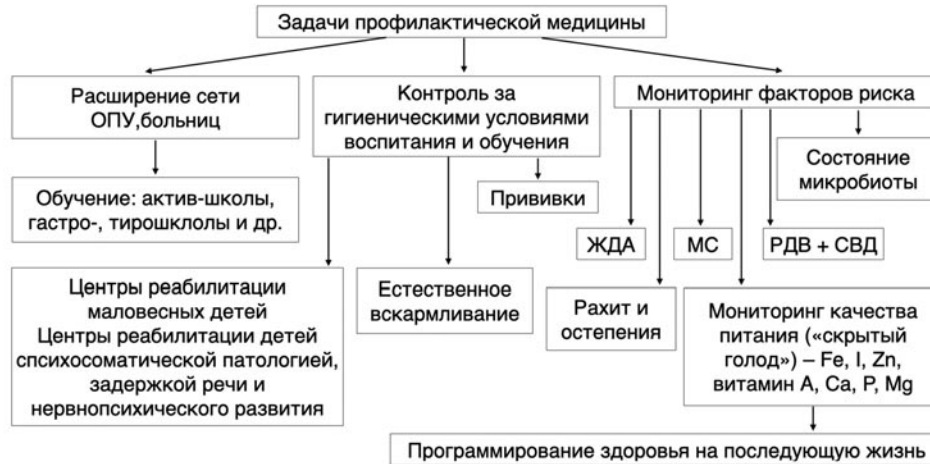 Задачи профилактической медицины
Расширение сети
ОПУ,больниц
Контроль за
гигиеническими условиями
воспитания и обучения
Мониторинг факторов риска
Обучение: актив-школы,
гастро-, тирошклолы и др.
Прививки
Состояние
микробиоты
ЖДА
МС
РДВ + СВД
Центры реабилитации
маловесных детей
Центры реабилитации детей
спсихосоматической патологией,
задержкой речи и
нервнопсихического развития
Естественное
вскармливание
Рахит и
остепения
Мониторинг качества
питания («скрытый
голод») – Fe, I, Zn,
витамин А, Са, Р, Mg
Программирование здоровья на последующую жизнь